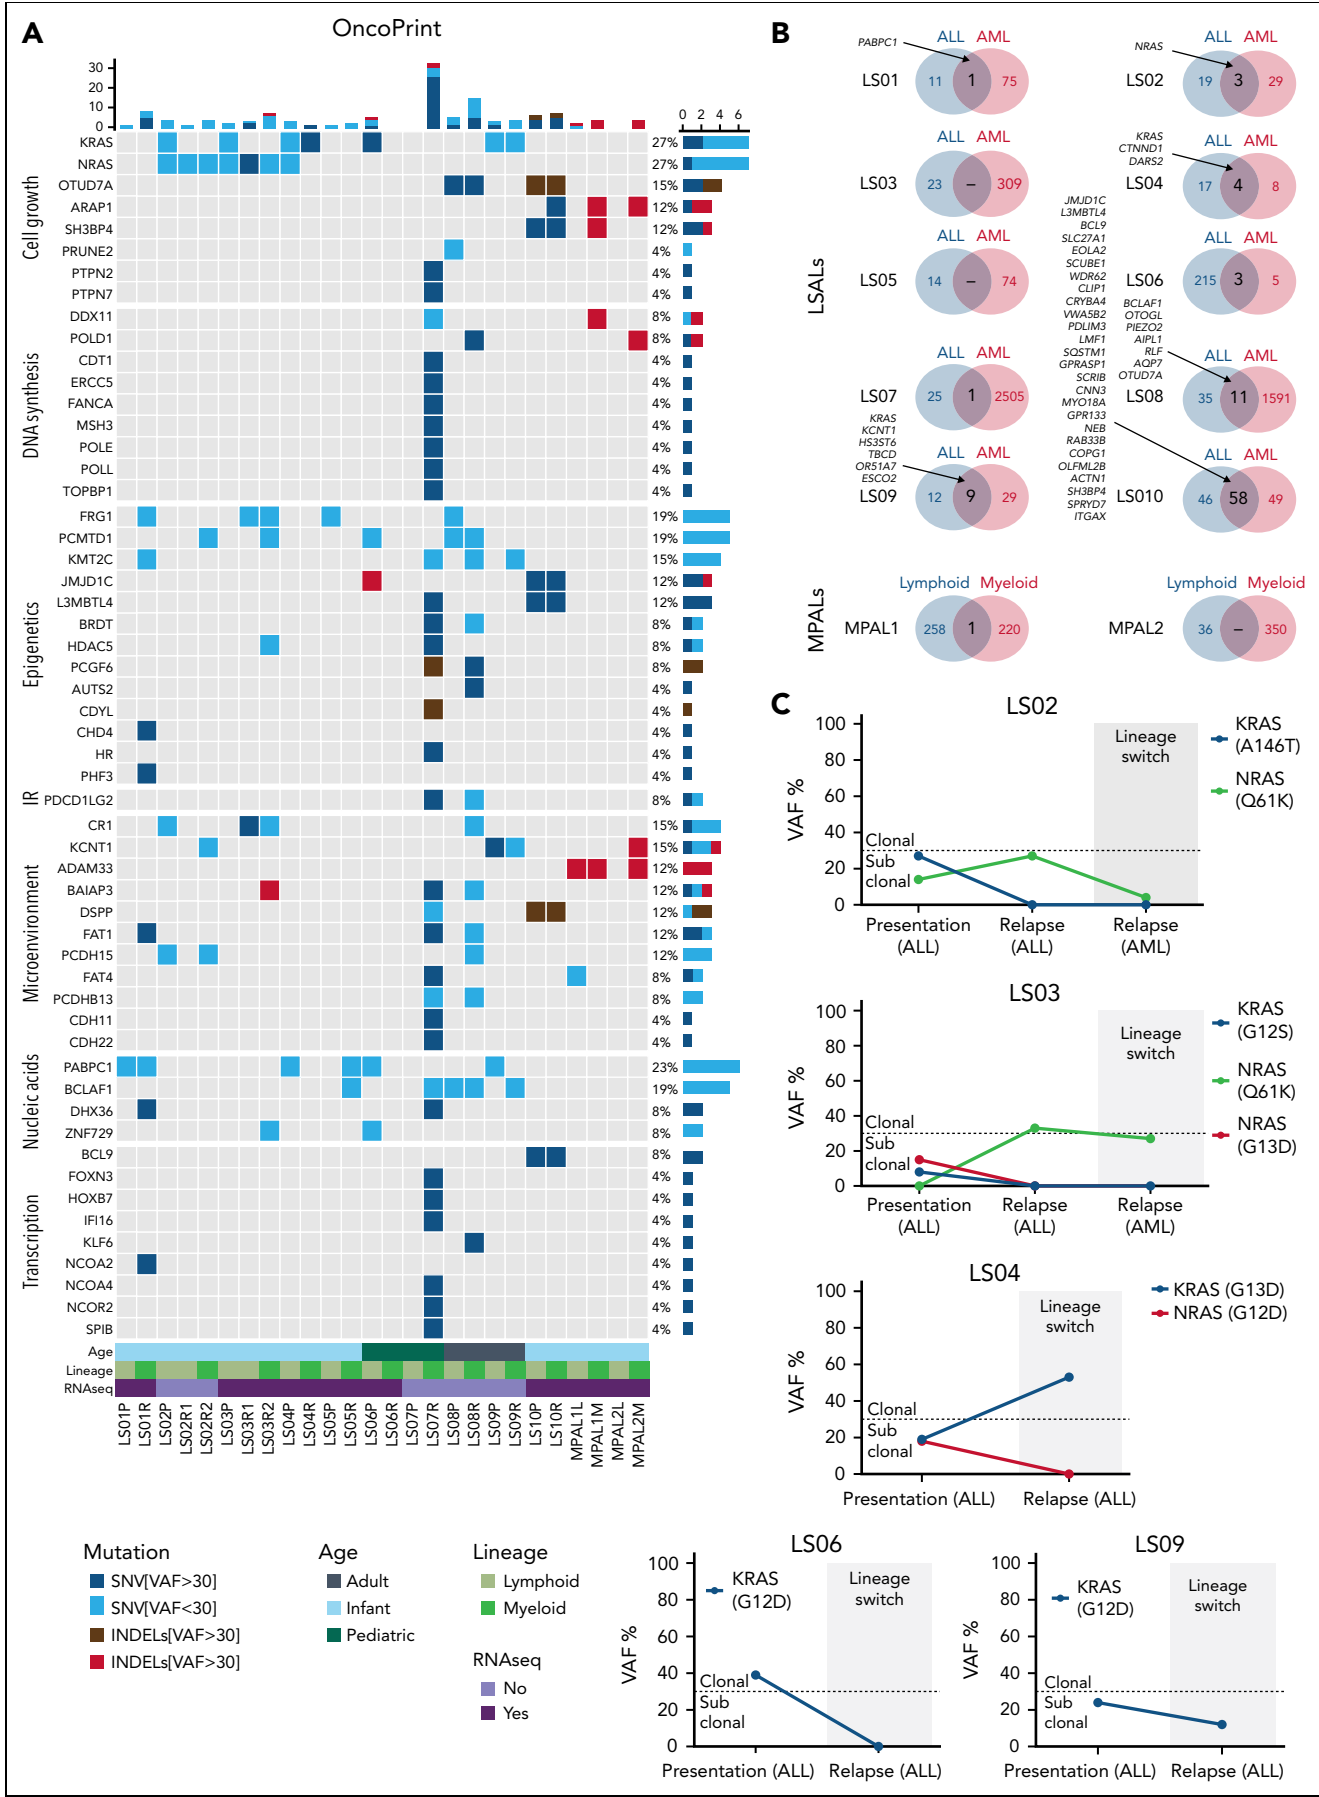 A
OncoPrint
30
20
10
0
0 2 4 6
Cell growth
KRAS 27%
NRAS 27%
OTUD7A 15%
ARAP1 12%
SH3BP4 12%
PRUNE2 4%
PTPN2 4%
PTPN7 4%
DNA synthesis
DDX11 8%
POLD1 8%
CDT1 4%
ERCC5 4%
FANCA 4%
MSH3 4%
POLE 4%
POLL 4%
TOPBP1 4%
Epigenetics
FRG1 19%
PCMTD1 19%
KMT2C 15%
JMJD1C 12%
L3MBTL4 12%
BRDT 8%
HDAC5 8%
PCGF6 8%
AUTS2 4%
CDYL 4%
CHD4 4%
HR 4%
PHF3 4%
IR
PDCD1LG2 8%
Microenvironment
CR1 15%
KCNT1 15%
ADAM33 12%
BAIAP3 12%
DSPP 12%
FAT1 12%
PCDH15 12%
FAT4 8%
PCDHB13 8%
CDH11 4%
CDH22 4%
Nucleic acids
PABPC1 23%
BCLAF1 19%
DHX36 8%
ZNF729 8%
Transcription
BCL9 8%
FOXN3 4%
HOXB7 4%
IFI16 4%
KLF6 4%
NCOA2 4%
NCOA4 4%
NCOR2 4%
SPIB 4%
Age
Lineage
RNAseq
LS01P
LS01R
LS02P
LS02R1
LS02R2
LS03P
LS03R1
LS03R2
LS04P
LS04R
LS05P
LS05R
LS06P
LS06R
LS07P
LS07R
LS08P
LS08R
LS09P
LS09R
LS10P
LS10R
MPAL1L
MPAL1M
MPAL2L
MPAL2M
Mutation
SNV[VAF>30]
SNV[VAF<30]
INDELs[VAF>30]
INDELs[VAF>30]
Age
Adult
Infant
Pediatric
Lineage
Lymphoid
Myeloid
RNAseq
No
Yes
B
LSALs
PABPC1
ALL AML
LS01 11 1 75
NRAS
ALL AML
LS02 19 3 29
ALL AML
LS03 23 – 309
KRAS
CTNND1
DARS2
ALL AML
LS04 17 4 8
ALL AML
LS05 14 – 74
ALL AML
LS06 215 3 5
ALL AML
LS07 25 1 2505
BCLAF1
OTOGL
PIEZO2
AIPL1
RLF
AQP7
OTUD7A
ALL AML
LS08 35 11 1591
KRAS
KCNT1
HS3ST6
TBCD
OR51A7
ESCO2
ALL AML
LS09 12 9 29
JMJD1C
L3MBTL4
BCL9
SLC27A1
EOLA2
SCUBE1
WDR62
CLIP1
CRYBA4
VWA5B2
PDLIM3
LMF1
SQSTM1
GPRASP1
SCRIB
CNN3
MYO18A
GPR133
NEB
RAB33B
COPG1
OLFML2B
ACTN1
SH3BP4
SPRYD7
ITGAX
ALL AML
LS010 46 58 49
MPALs
Lymphoid Myeloid
MPAL1 258 1 220
Lymphoid Myeloid
MPAL2 36 – 350
C
LS02
VAF %
100
80
60
40
20
0
Clonal
Sub
clonal
Lineage
switch
KRAS
(A146T)
NRAS
(Q61K)
Presentation Relapse Relapse
(ALL) (ALL) (AML)
LS03
VAF %
100
80
60
40
20
0
Clonal
Sub
clonal
Lineage
switch
KRAS
(G12S)
NRAS
(Q61K)
NRAS
(G13D)
Presentation Relapse Relapse
(ALL) (ALL) (AML)
LS04
VAF %
100
80
60
40
20
0
Clonal
Sub
clonal
Lineage
switch
KRAS (G13D)
NRAS (G12D)
Presentation (ALL) Relapse (ALL)
LS06
VAF %
100
80
60
40
20
0
KRAS
(G12D)
Clonal
Sub
clonal
Lineage
switch
Presentation (ALL) Relapse (ALL)
LS09
VAF %
100
80
60
40
20
0
KRAS
(G12D)
Clonal
Sub
clonal
Lineage
switch
Presentation (ALL) Relapse (ALL)